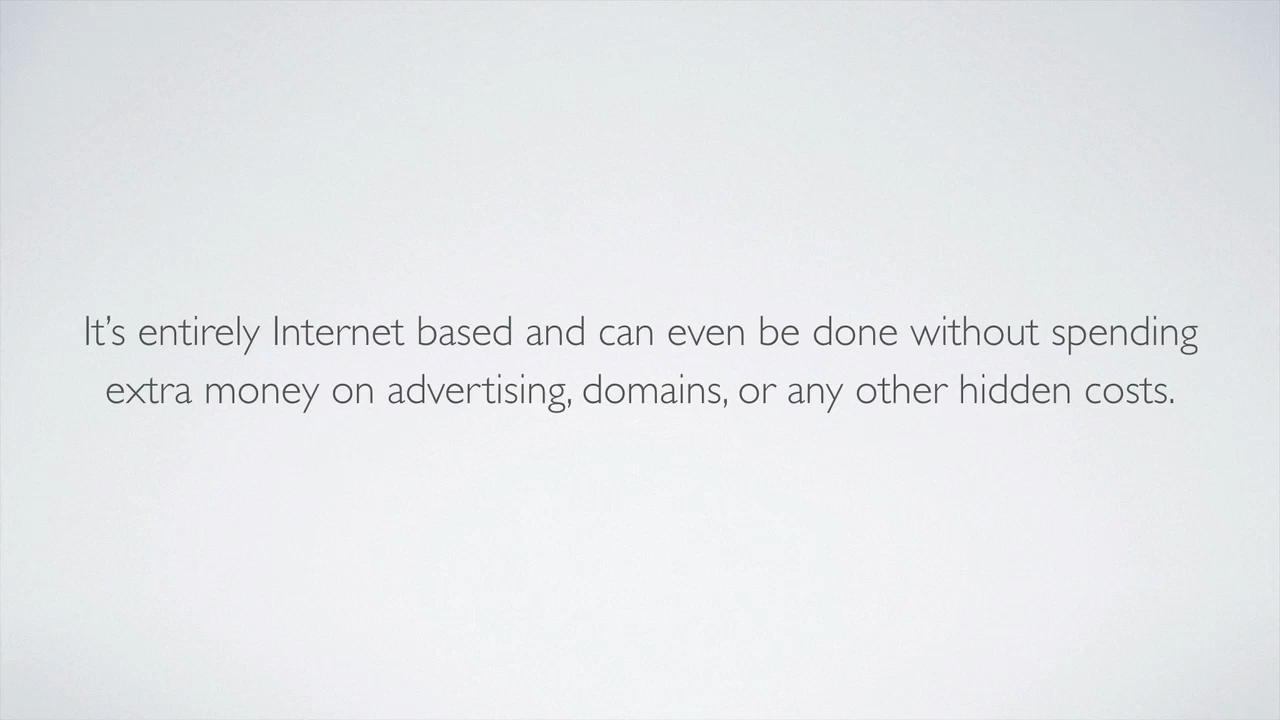 It’s entirely Internet based and can even be done without spending
extra money on advertising, domains, or any other hidden costs.